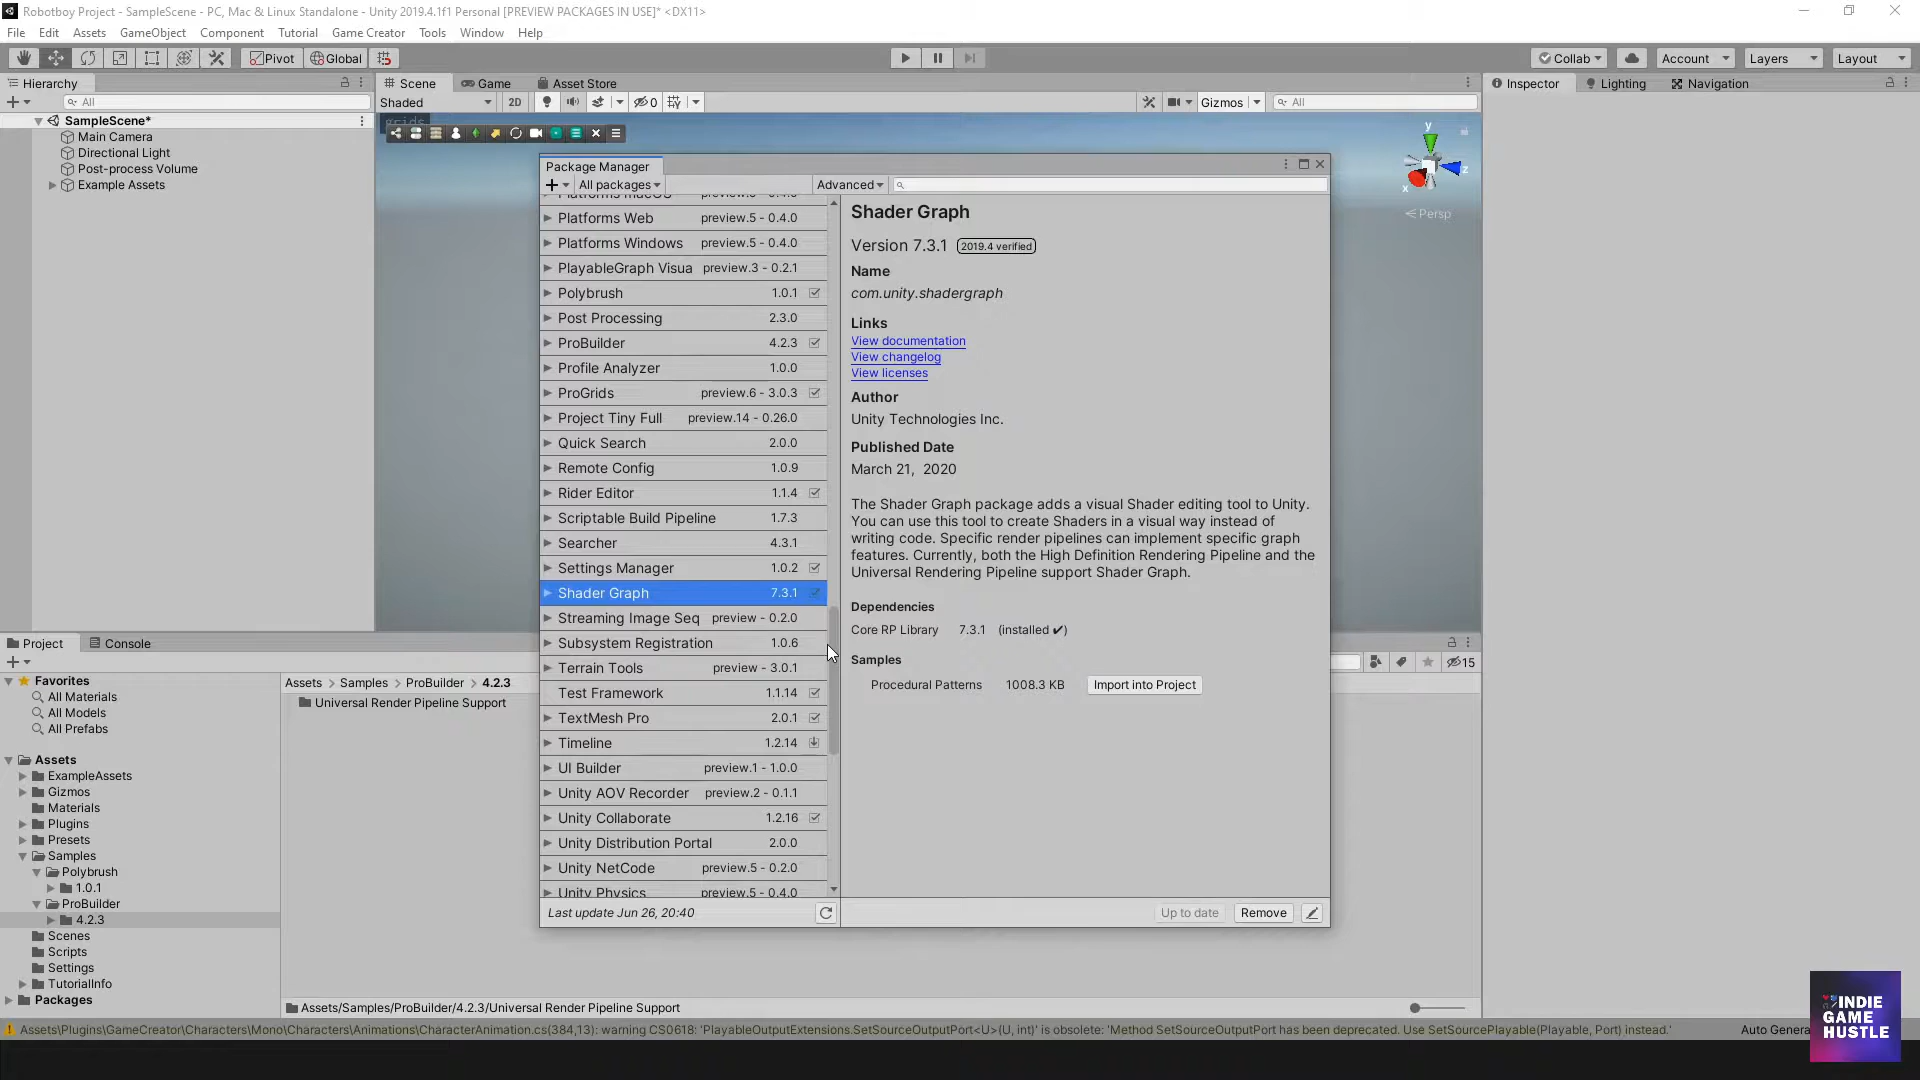 Robotboy Project - SampleScene - PC, Mac & Linux Standalone - Unity 2019.4.1f1 Personal [PREVIEW PACKAGES IN USE]* <DX11>
File Edit Assets GameObject Component Tutorial Game Creator Tools Window Help
Pivot Global Collab Account Layers Layout
Hierarchy Scene Game Asset Store Inspector Lighting Navigation
All Shaded 2D 0 Gizmos All
SampleScene*
grids
Main Camera
Directional Light
Post-process Volume
Example Assets
y
x
z
Persp
Package Manager
All packages Advanced
Platforms macOS
Platforms Web preview.5 - 0.4.0
Platforms Windows preview.5 - 0.4.0
PlayableGraph Visua preview.3 - 0.2.1
Polybrush 1.0.1
Post Processing 2.3.0
ProBuilder 4.2.3
Profile Analyzer 1.0.0
ProGrids preview.6 - 3.0.3
Project Tiny Full preview.14 - 0.26.0
Quick Search 2.0.0
Remote Config 1.0.9
Rider Editor 1.1.4
Scriptable Build Pipeline 1.7.3
Searcher 4.3.1
Settings Manager 1.0.2
Shader Graph 7.3.1
Streaming Image Seq preview - 0.2.0
Subsystem Registration 1.0.6
Terrain Tools preview - 3.0.1
Test Framework 1.1.14
TextMesh Pro 2.0.1
Timeline 1.2.14
UI Builder preview.1 - 1.0.0
Unity AOV Recorder preview.2 - 0.1.1
Unity Collaborate 1.2.16
Unity Distribution Portal 2.0.0
Unity NetCode preview.5 - 0.2.0
Unity Physics preview.5 - 0.4.0
Last update Jun 26, 20:40
Shader Graph
Version 7.3.1 2019.4 verified
Name
com.unity.shadergraph
Links
View documentation
View changelog
View licenses
Author
Unity Technologies Inc.
Published Date
March 21, 2020
The Shader Graph package adds a visual Shader editing tool to Unity.
You can use this tool to create Shaders in a visual way instead of
writing code. Specific render pipelines can implement specific graph
features. Currently, both the High Definition Rendering Pipeline and the
Universal Rendering Pipeline support Shader Graph.
Dependencies
Core RP Library 7.3.1 (installed ✔)
Samples
Procedural Patterns 1008.3 KB Import into Project
Up to date Remove
Project Console
15
Favorites
All Materials
All Models
All Prefabs
Assets
ExampleAssets
Gizmos
Materials
Plugins
Presets
Samples
Polybrush
1.0.1
ProBuilder
4.2.3
Scenes
Scripts
Settings
TutorialInfo
Packages
Assets Samples ProBuilder 4.2.3
Universal Render Pipeline Support
Assets/Samples/ProBuilder/4.2.3/Universal Render Pipeline Support
Assets\Plugins\GameCreator\Characters\Mono\Characters\Animations\CharacterAnimation.cs(384,13): warning CS0618: 'PlayableOutputExtensions.SetSourceOutputPort<U>(U, int)' is obsolete: 'Method SetSourceOutputPort has been deprecated. Use SetSourcePlayable(Playable, Port) instead.' Auto Genera
INDIE
GAME
HUSTLE